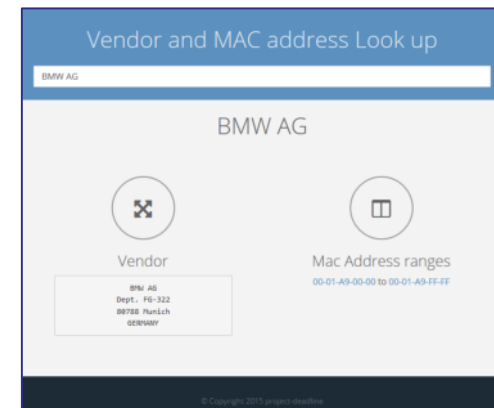 Vendor and MAC address Look up
BMW AG
BMW AG
Vendor
BMW AG
Dept. FG-322
80788 Munich
GERMANY
Mac Address ranges
00-01-A9-00-00 to 00-01-A9-FF-FF
© Copyright 2015 project-deadline